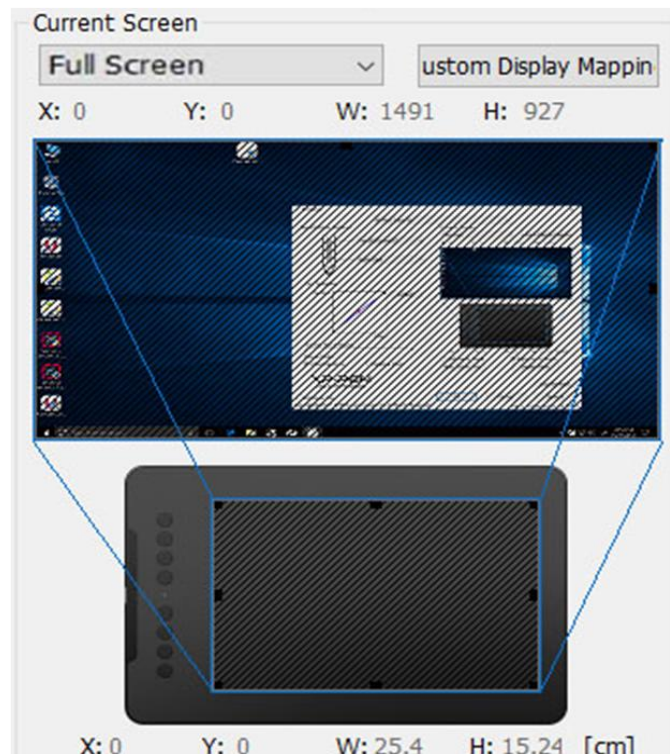 Current Screen
Full Screen ustom Display Mappin
X: 0 Y: 0 W: 1491 H: 927
X: 0 Y: 0 W: 25.4 H: 15.24 [cm]